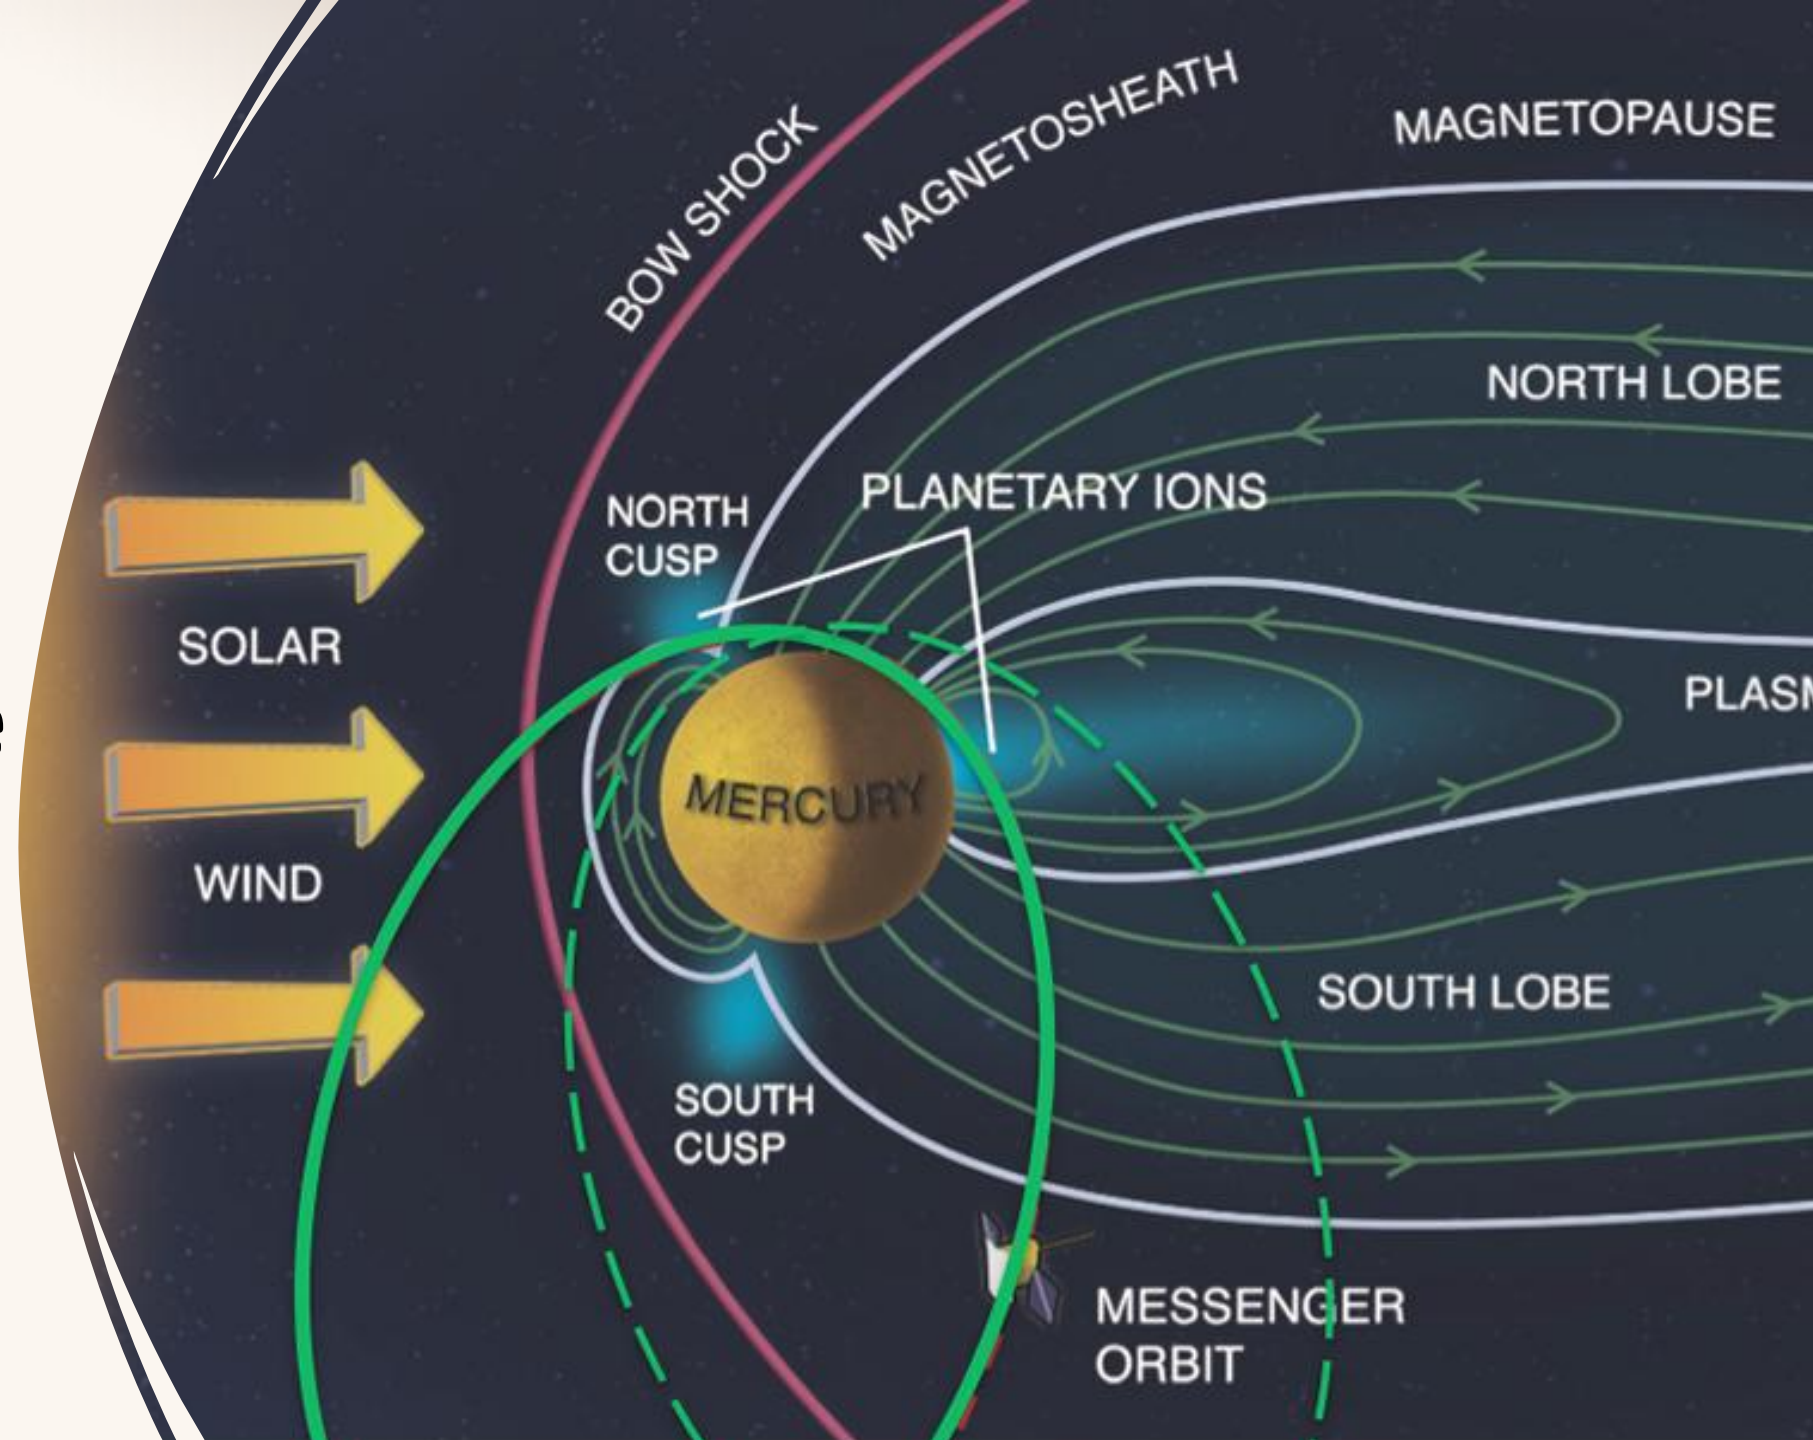 BOW SHOCK
MAGNETOSHEATH
MAGNETOPAUSE
NORTH LOBE
PLANETARY IONS
NORTH
CUSP
SOLAR
WIND
MERCURY
PLASM
SOUTH LOBE
SOUTH
CUSP
MESSENGER
ORBIT